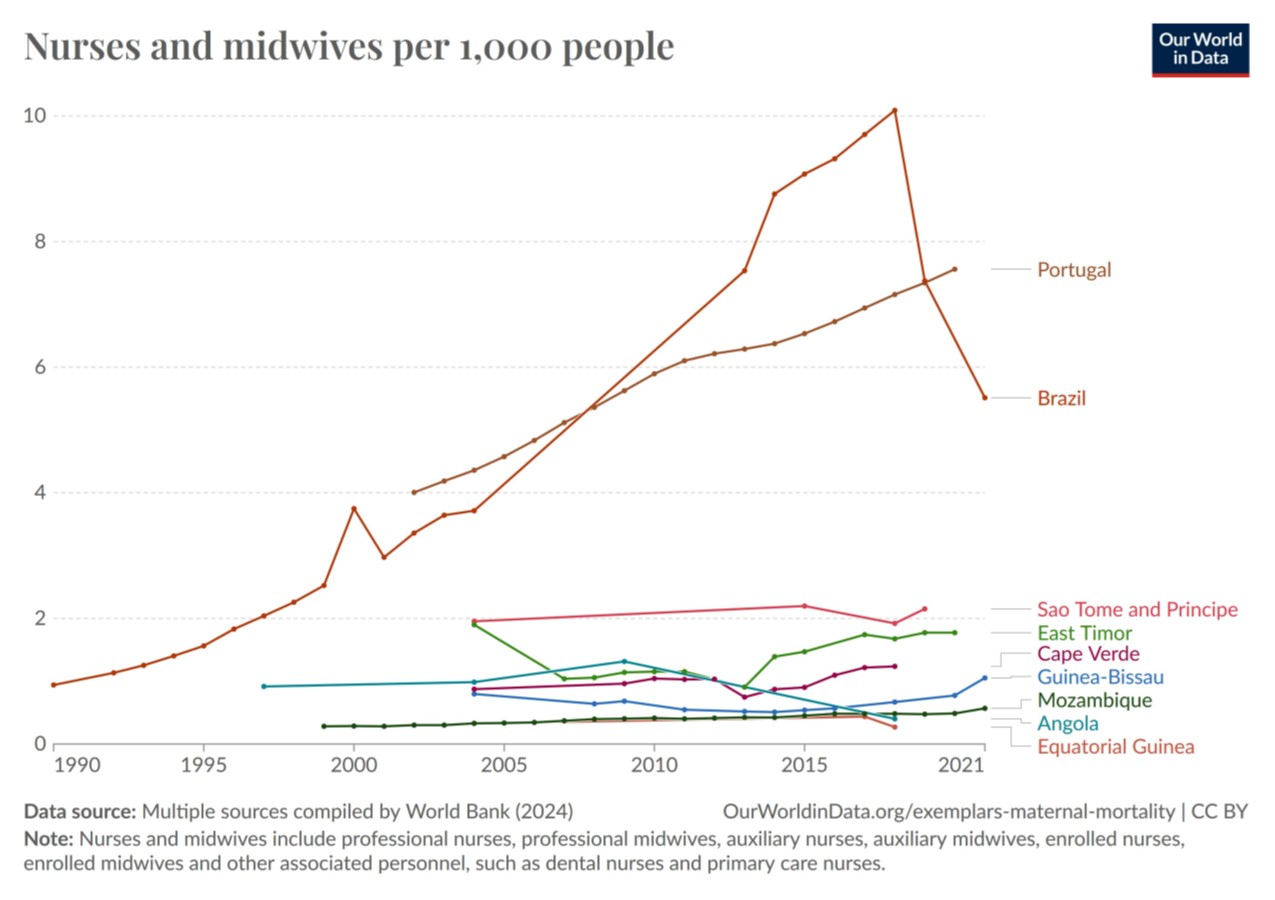 Nurses and midwives per 1,000 people
Our World
in Data
10
8
6
4
2
0
Portugal
Brazil
Sao Tome and Principe
East Timor
Cape Verde
Guinea-Bissau
Mozambique
Angola
Equatorial Guinea
1990 1995 2000 2005 2010 2015 2021
Data source: Multiple sources compiled by World Bank (2024)
OurWorldinData.org/exemplars-maternal-mortality | CC BY
Note: Nurses and midwives include professional nurses, professional midwives, auxiliary nurses, auxiliary midwives, enrolled nurses,
enrolled midwives and other associated personnel, such as dental nurses and primary care nurses.